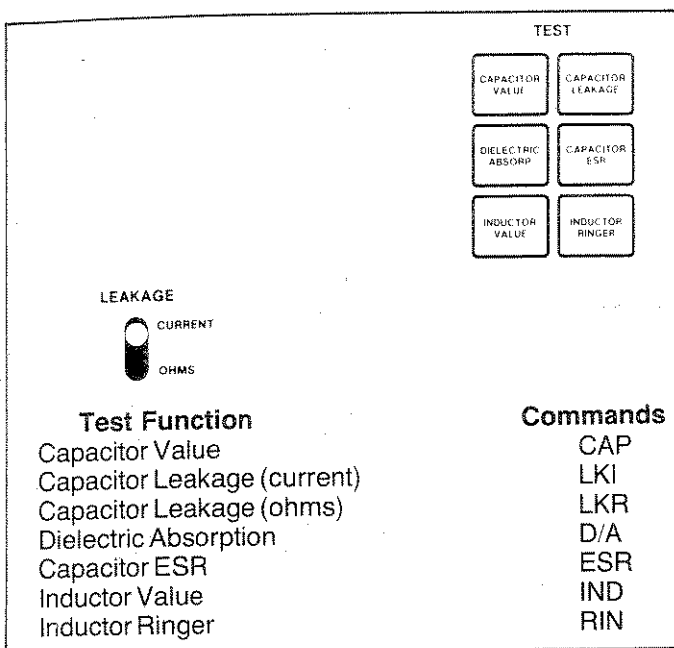 TEST
CAPACITOR CAPACITOR
VALUE LEAKAGE
DIELECTRIC CAPACITOR
ABSORP ESR
INDUCTOR INDUCTOR
VALUE RINGER
LEAKAGE
CURRENT
OHMS
Test Function Commands
Capacitor Value CAP
Capacitor Leakage (current) LKI
Capacitor Leakage (ohms) LKR
Dielectric Absorption D/A
Capacitor ESR ESR
Inductor Value IND
Inductor Ringer RIN